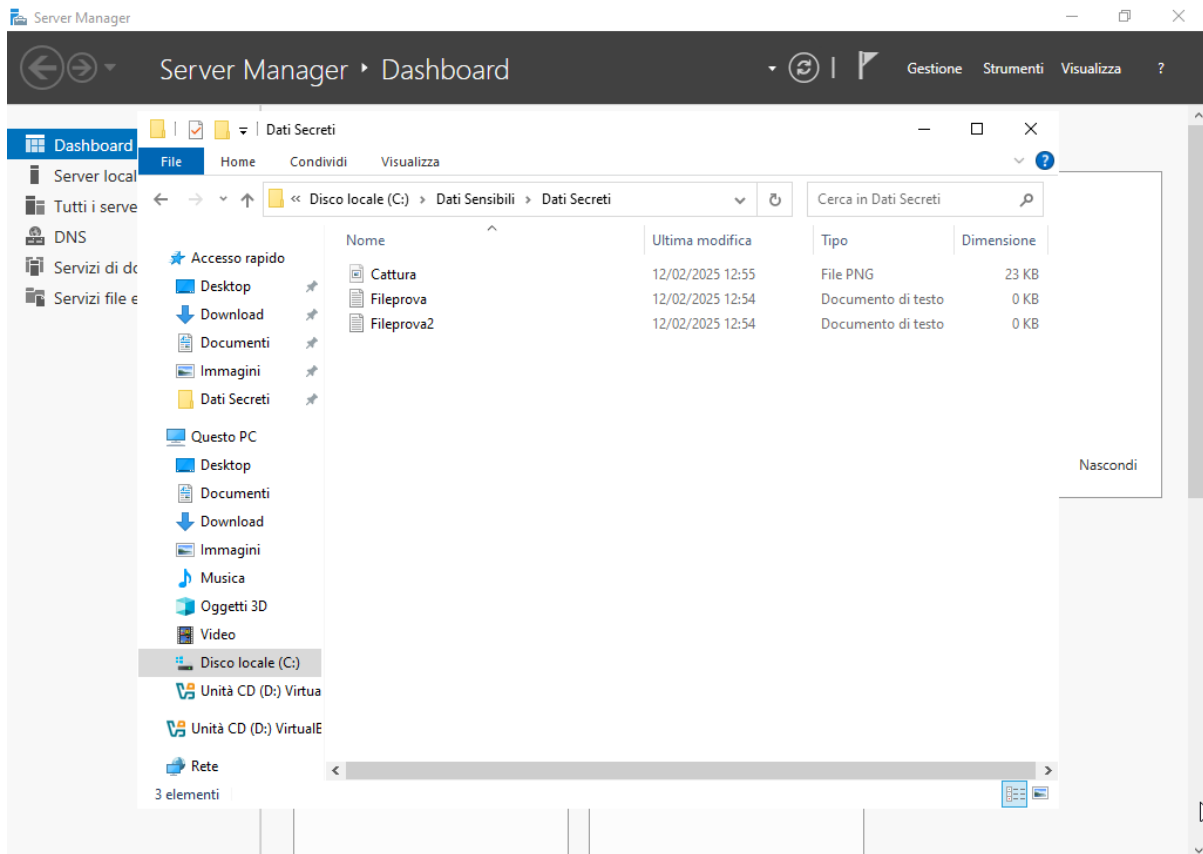 Server Manager
Server Manager • Dashboard
Gestione Strumenti Visualizza ?
Dashboard
Server local
Tutti i serve
DNS
Servizi di do
Servizi file e
Dati Secreti
File Home Condividi Visualizza ?
« Disco locale (C:) › Dati Sensibili › Dati Secreti
Cerca in Dati Secreti
Accesso rapido
Desktop
Download
Documenti
Immagini
Dati Secreti
Questo PC
Desktop
Documenti
Download
Immagini
Musica
Oggetti 3D
Video
Disco locale (C:)
Unità CD (D:) Virtua
Unità CD (D:) VirtualB
Rete
Nome Ultima modifica Tipo Dimensione
Cattura 12/02/2025 12:55 File PNG 23 KB
Fileprova 12/02/2025 12:54 Documento di testo 0 KB
Fileprova2 12/02/2025 12:54 Documento di testo 0 KB
3 elementi
Nascondi